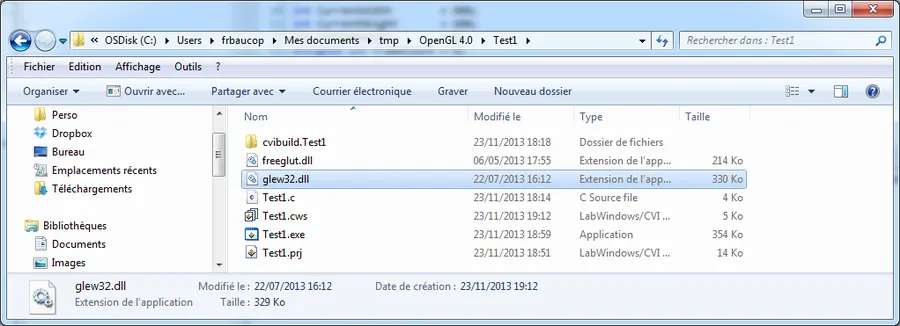 OSDisk (C:) Users frbaucop Mes documents tmp OpenGL 4.0 Test1 Rechercher dans : Test1
Fichier Edition Affichage Outils ?
Organiser Ouvrir avec... Partager avec Courrier électronique Graver Nouveau dossier
Perso
Dropbox
Bureau
Emplacements récents
Téléchargements
Bibliothèques
Documents
Images
Nom Modifié le Type Taille
cvibuild.Test1 23/11/2013 18:18 Dossier de fichiers
freeglut.dll 06/05/2013 17:55 Extension de l'app... 214 Ko
glew32.dll 22/07/2013 16:12 Extension de l'app... 330 Ko
Test1.c 23/11/2013 18:14 C Source file 4 Ko
Test1.cws 23/11/2013 19:12 LabWindows/CVI ... 5 Ko
Test1.exe 23/11/2013 18:59 Application 354 Ko
Test1.prj 23/11/2013 18:51 LabWindows/CVI ... 14 Ko
glew32.dll Modifié le : 22/07/2013 16:12 Date de création : 23/11/2013 19:12
Extension de l'application Taille : 329 Ko